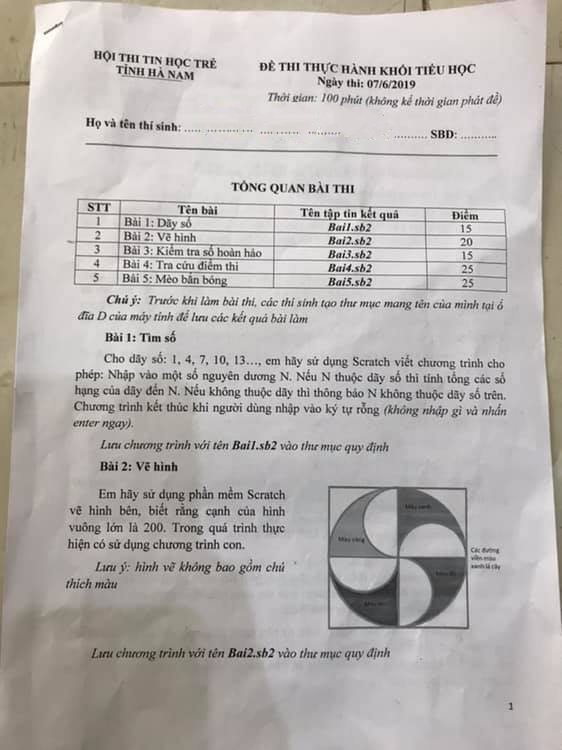 HỘI THI TIN HỌC TRẺ
TỈNH HÀ NAM
ĐỀ THI THỰC HÀNH KHỐI TIỂU HỌC
Ngày thi: 07/6/2019
Thời gian: 100 phút (không kể thời gian phát đề)
Họ và tên thí sinh: ........................................ SBD: ...........
TỔNG QUAN BÀI THI
STT Tên bài Tên tập tin kết quả Điểm
1 Bài 1: Dãy số Bai1.sb2 15
2 Bài 2: Vẽ hình Bai2.sb2 20
3 Bài 3: Kiểm tra số hoàn hảo Bai3.sb2 15
4 Bài 4: Tra cứu điểm thi Bai4.sb2 25
5 Bài 5: Mèo bắn bóng Bai5.sb2 25
Chú ý: Trước khi làm bài thi, các thí sinh tạo thư mục mang tên của mình tại ổ
đĩa D của máy tính để lưu các kết quả bài làm
Bài 1: Tìm số
Cho dãy số: 1, 4, 7, 10, 13…, em hãy sử dụng Scratch viết chương trình cho
phép: Nhập vào một số nguyên dương N. Nếu N thuộc dãy số thì tính tổng các số
hạng của dãy đến N. Nếu không thuộc dãy thì thông báo N không thuộc dãy số trên.
Chương trình kết thúc khi người dùng nhập vào ký tự rỗng (không nhập gì và nhấn
enter ngay).
Lưu chương trình với tên Bai1.sb2 vào thư mục quy định
Bài 2: Vẽ hình
Em hãy sử dụng phần mềm Scratch
vẽ hình bên, biết rằng cạnh của hình
vuông lớn là 200. Trong quá trình thực
hiện có sử dụng chương trình con.
Lưu ý: hình vẽ không bao gồm chú
thích màu
Màu xanh
Màu vàng
Các đường
viền màu
xanh lá cây
Lưu chương trình với tên Bai2.sb2 vào thư mục quy định
1